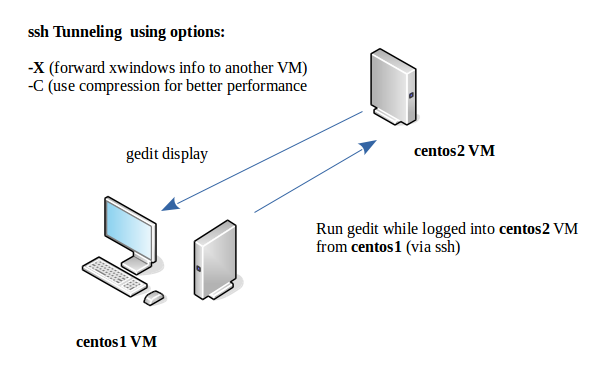 ssh Tunneling  using options:
-X (forward xwindows info to another VM)
-C (use compression for better performance
gedit display
centos2 VM
Run gedit while logged into centos2 VM
from centos1 (via ssh)
centos1 VM